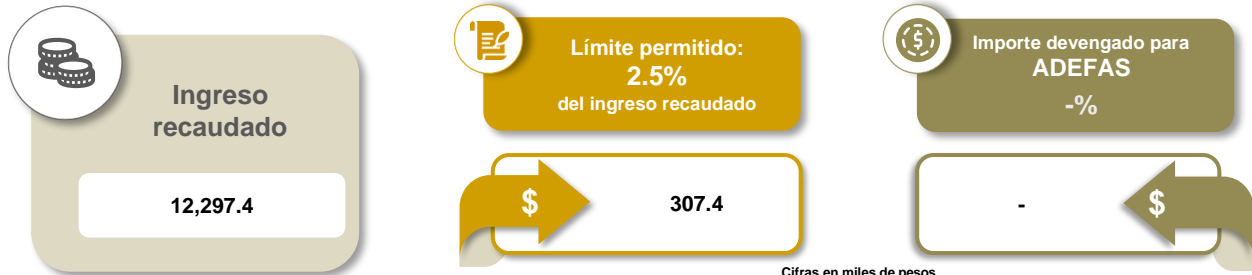 Ingreso
recaudado
12,297.4
Límite permitido:
2.5%
del ingreso recaudado
$
307.4
Importe devengado para
ADEFAS
-%
-
$
Cifras en miles de pesos